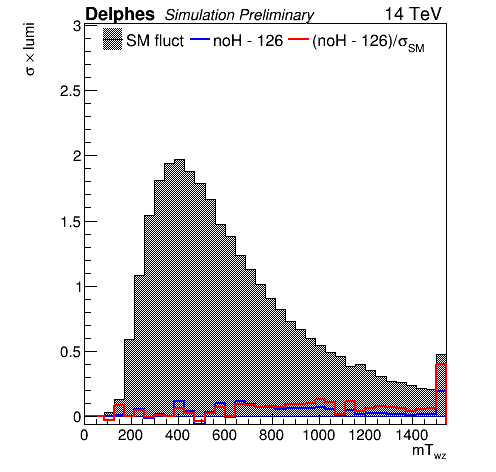 Delphes Simulation Preliminary 14 TeV
SM fluct noH - 126 (noH - 126)/σSM
σ × lumi
3
2.5
2
1.5
1
0.5
0
0 200 400 600 800 1000 1200 1400
mTwz